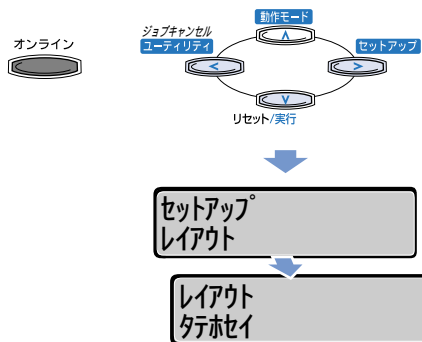 動作モード
ジョブキャンセル
オンライン
ユーティリティ
セットアップ
<
∧
>
∨
リセット/実行
セットアップ
レイアウト
レイアウト
タテホセイ